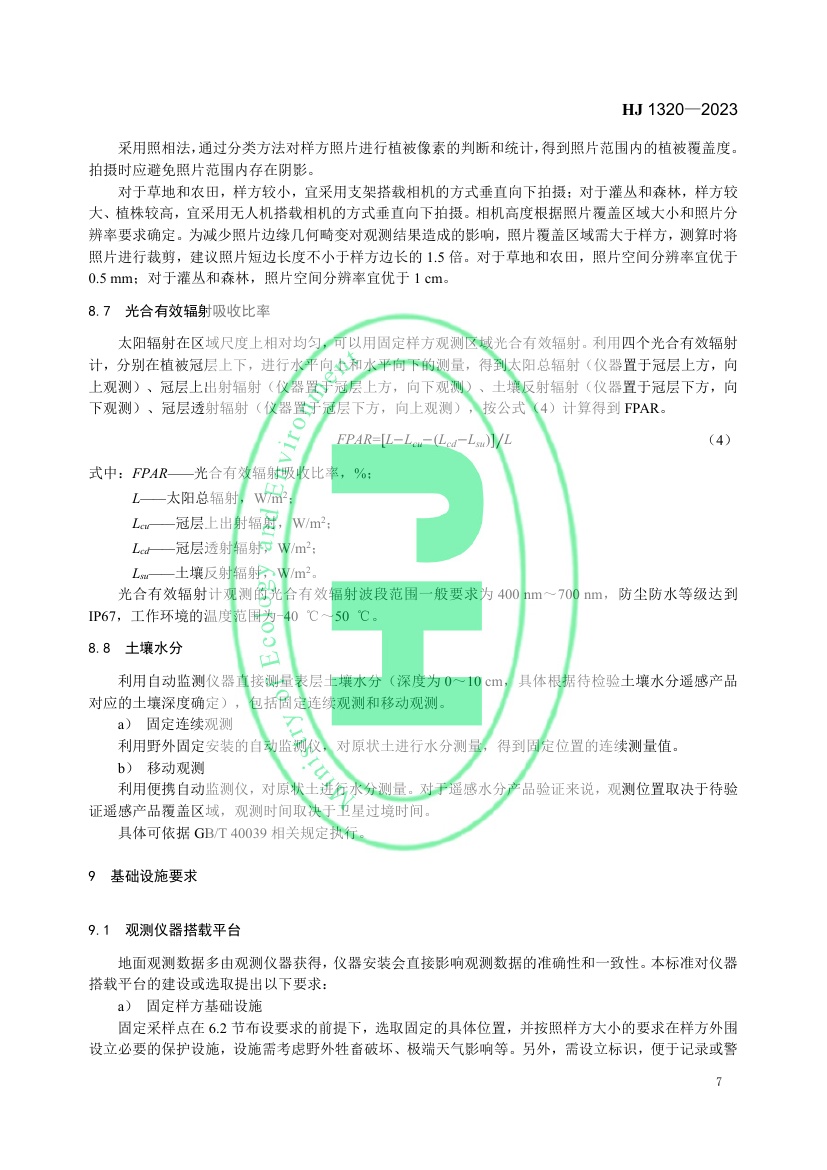 HJ 1320—2023
采用照相法，通过分类方法对样方照片进行植被像素的判断和统计，得到照片范围内的植被覆盖度。
拍摄时应避免照片范围内存在阴影。
对于草地和农田，样方较小，宜采用支架搭载相机的方式垂直向下拍摄；对于灌丛和森林，样方较
大、植株较高，宜采用无人机搭载相机的方式垂直向下拍摄。相机高度根据照片覆盖区域大小和照片分
辨率要求确定。为减少照片边缘几何畸变对观测结果造成的影响，照片覆盖区域需大于样方，测算时将
照片进行裁剪，建议照片短边长度不小于样方边长的 1.5 倍。对于草地和农田，照片空间分辨率宜优于
0.5 mm；对于灌丛和森林，照片空间分辨率宜优于 1 cm。
8.7 光合有效辐射吸收比率
太阳辐射在区域尺度上相对均匀，可以用固定样方观测区域光合有效辐射。利用四个光合有效辐射
计，分别在植被冠层上下，进行水平向上和水平向下的测量，得到太阳总辐射（仪器置于冠层上方，向
上观测）、冠层上出射辐射（仪器置于冠层上方，向下观测）、土壤反射辐射（仪器置于冠层下方，向
下观测）、冠层透射辐射（仪器置于冠层下方，向上观测），按公式（4）计算得到 FPAR。
FPAR=[L−Lcu−(Lcd−Lsu)]/L （4）
式中：FPAR——光合有效辐射吸收比率，%；
L——太阳总辐射，W/m²；
Lcu——冠层上出射辐射，W/m²；
Lcd——冠层透射辐射，W/m²；
Lsu——土壤反射辐射，W/m²。
光合有效辐射计观测的光合有效辐射波段范围一般要求为 400 nm～700 nm，防尘防水等级达到
IP67，工作环境的温度范围为-40 ℃～50 ℃。
8.8 土壤水分
利用自动监测仪器直接测量表层土壤水分（深度为 0～10 cm，具体根据待检验土壤水分遥感产品
对应的土壤深度确定），包括固定连续观测和移动观测。
a） 固定连续观测
利用野外固定安装的自动监测仪，对原状土进行水分测量，得到固定位置的连续测量值。
b） 移动观测
利用便携自动监测仪，对原状土进行水分测量。对于遥感水分产品验证来说，观测位置取决于待验
证遥感产品覆盖区域，观测时间取决于卫星过境时间。
具体可依据 GB/T 40039 相关规定执行。
Ministry of Ecology and Environment
9 基础设施要求
9.1 观测仪器搭载平台
地面观测数据多由观测仪器获得，仪器安装会直接影响观测数据的准确性和一致性。本标准对仪器
搭载平台的建设或选取提出以下要求：
a） 固定样方基础设施
固定采样点在 6.2 节布设要求的前提下，选取固定的具体位置，并按照样方大小的要求在样方外围
设立必要的保护设施，设施需考虑野外牲畜破坏、极端天气影响等。另外，需设立标识，便于记录或警
7